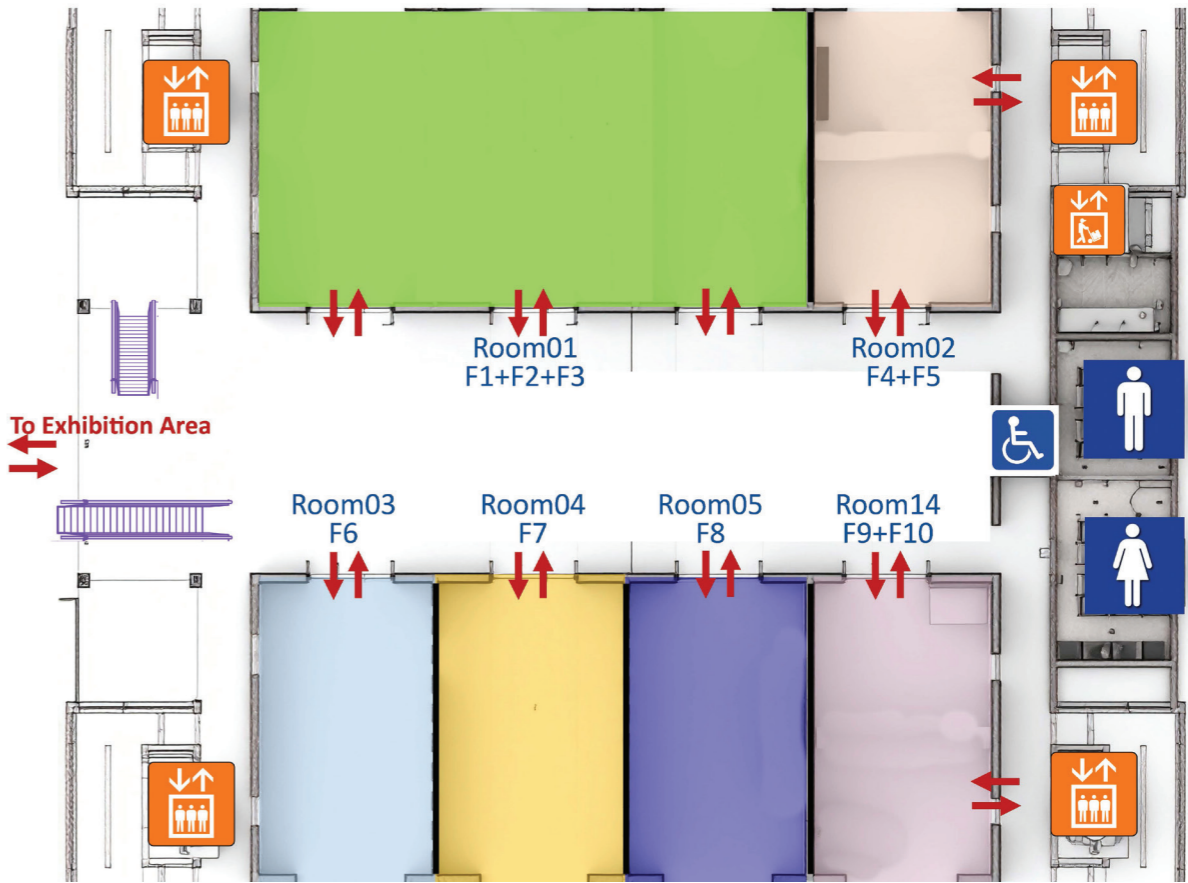 Room01
F1+F2+F3
Room02
F4+F5
To Exhibition Area
Room03
F6
Room04
F7
Room05
F8
Room14
F9+F10